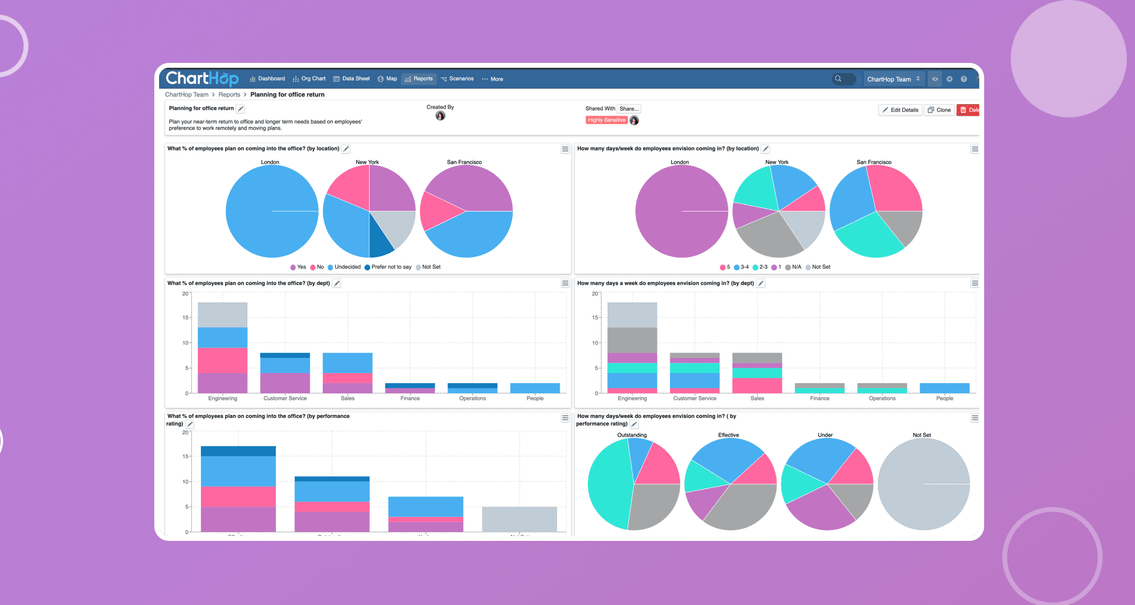 ChartHop Dashboard Org Chart Data Sheet Map Reports Scenarios ··· More ChartHop Team
ChartHop Team > Reports > Planning for office return
Planning for office return
Created By
Shared With Share...
Highly Sensitive
Edit Details Clone Dele
Plan your near-term return to office and longer term needs based on employees'
preference to work remotely and moving plans.
What % of employees plan on coming into the office? (by location)
London New York San Francisco
Yes No Undecided Prefer not to say Not Set
How many days/week do employees envision coming in? (by location)
London New York San Francisco
5 3-4 2-3 1 N/A Not Set
What % of employees plan on coming into the office? (by dept)
20
15
10
5
0
Engineering Customer Service Sales Finance Operations People
How many days a week do employees envision coming in? (by dept)
20
15
10
5
0
Engineering Customer Service Sales Finance Operations People
What % of employees plan on coming into the office? (by performance
rating)
20
15
10
5
0
How many days/week do employees envision coming in? ( by
performance rating)
Outstanding Effective Under Not Set